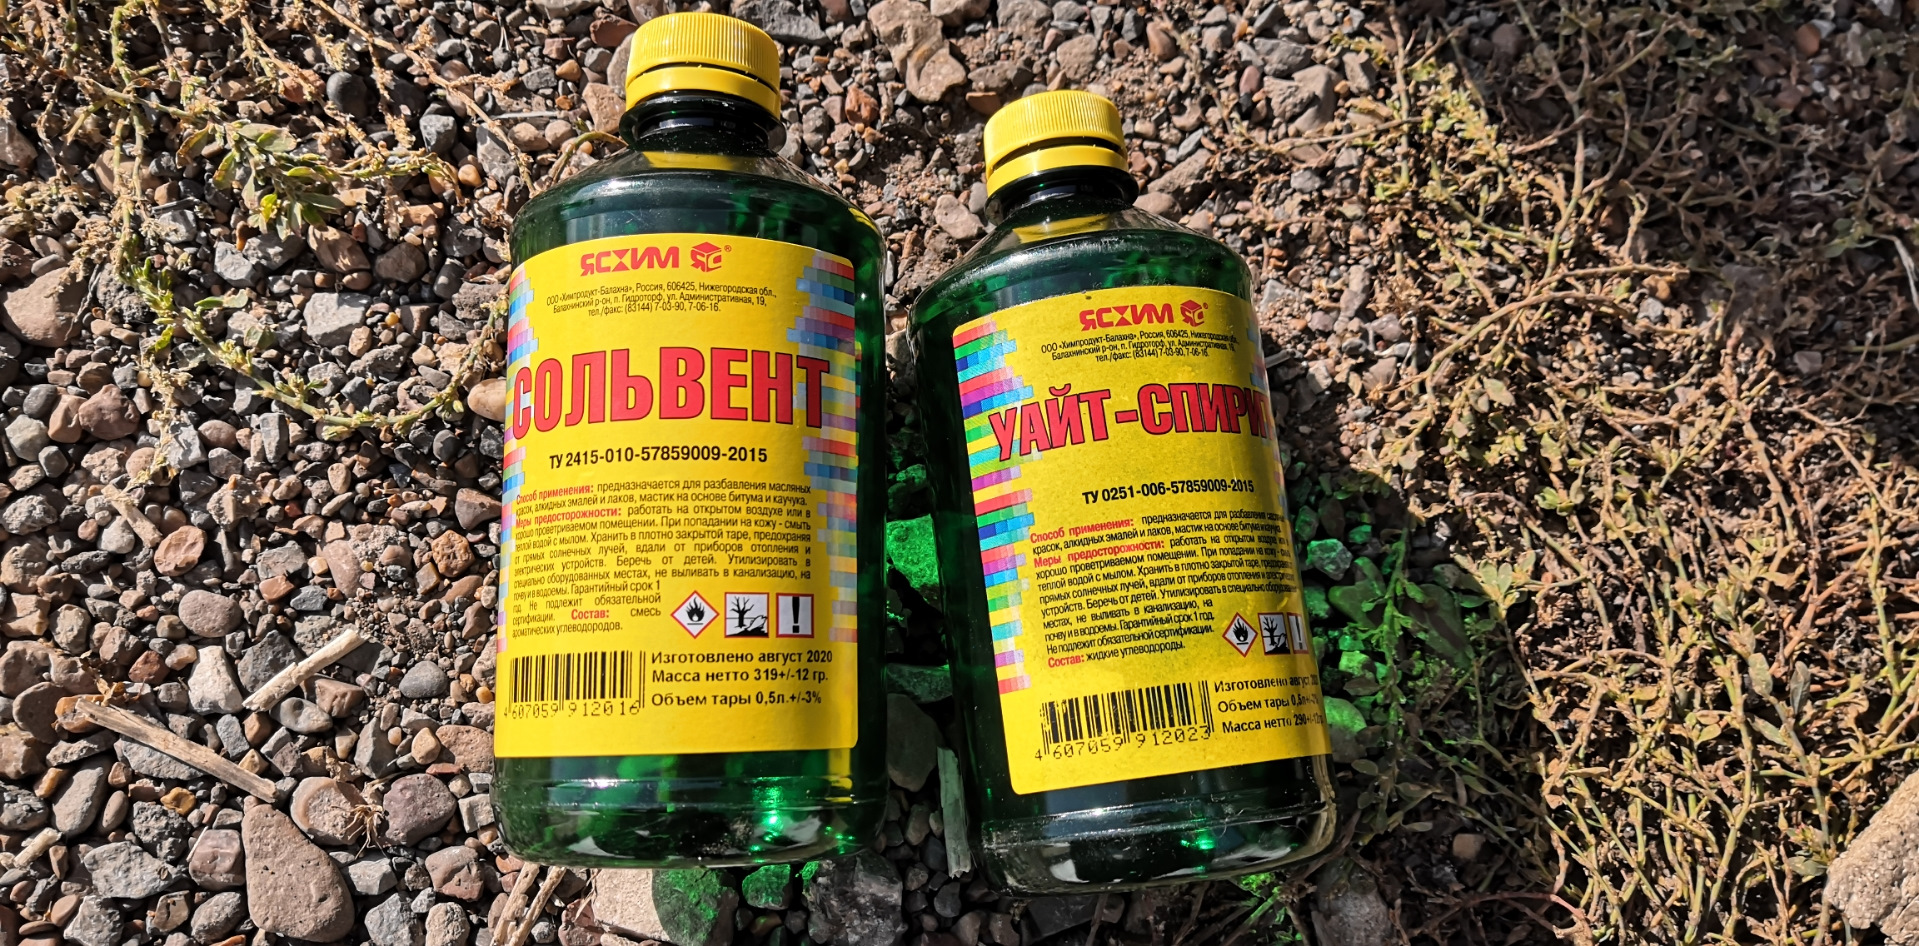 ЯСХИМ
ООО «Химпродукт-Балахна», Россия, 606425, Нижегородская обл.,
Балахнинский р-он, п. Гидроторф, ул. Административная, 19,
тел./факс: (83144) 7-03-90, 7-06-16.
СОЛЬВЕНТ
ТУ 2415-010-57859009-2015
Способ применения: предназначается для разбавления масляных
красок, алкидных эмалей и лаков, мастик на основе битума и каучука.
Меры предосторожности: работать на открытом воздухе или в
хорошо проветриваемом помещении. При попадании на кожу - смыть
теплой водой с мылом. Хранить в плотно закрытой таре, предохраняя
от прямых солнечных лучей, вдали от приборов отопления и
электрических устройств. Беречь от детей. Утилизировать в
специально оборудованных местах, не выливать в канализацию, на
почву и в водоемы. Гарантийный срок 1
год. Не подлежит обязательной
сертификации. Состав: смесь
ароматических углеводородов.
Изготовлено август 2020
Масса нетто 319+/-12 гр.
Объем тары 0,5л.+/-3%
4 607059 912016
ЯСХИМ
ООО «Химпродукт-Балахна», Россия, 606425, Нижегородская обл.,
Балахнинский р-он, п. Гидроторф, ул. Административная, 19,
тел./факс: (83144) 7-03-90, 7-06-16.
УАЙТ-СПИРИТ
ТУ 0251-006-57859009-2015
Способ применения: предназначается для разбавления
красок, алкидных эмалей и лаков, мастик на основе битума и каучука.
Меры предосторожности: работать на открытом воздухе или в
хорошо проветриваемом помещении. При попадании на кожу -
теплой водой с мылом. Хранить в плотно закрытой таре,
прямых солнечных лучей, вдали от приборов отопления и
устройств. Беречь от детей. Утилизировать в специально
местах, не выливать в канализацию, на
почву и в водоемы. Гарантийный срок 1 год.
Не подлежит обязательной сертификации.
Состав: жидкие углеводороды.
Изготовлено август
Объем тары 0,5л.+/-3%
Масса нетто 290+/-12гр.
4 607059 912023